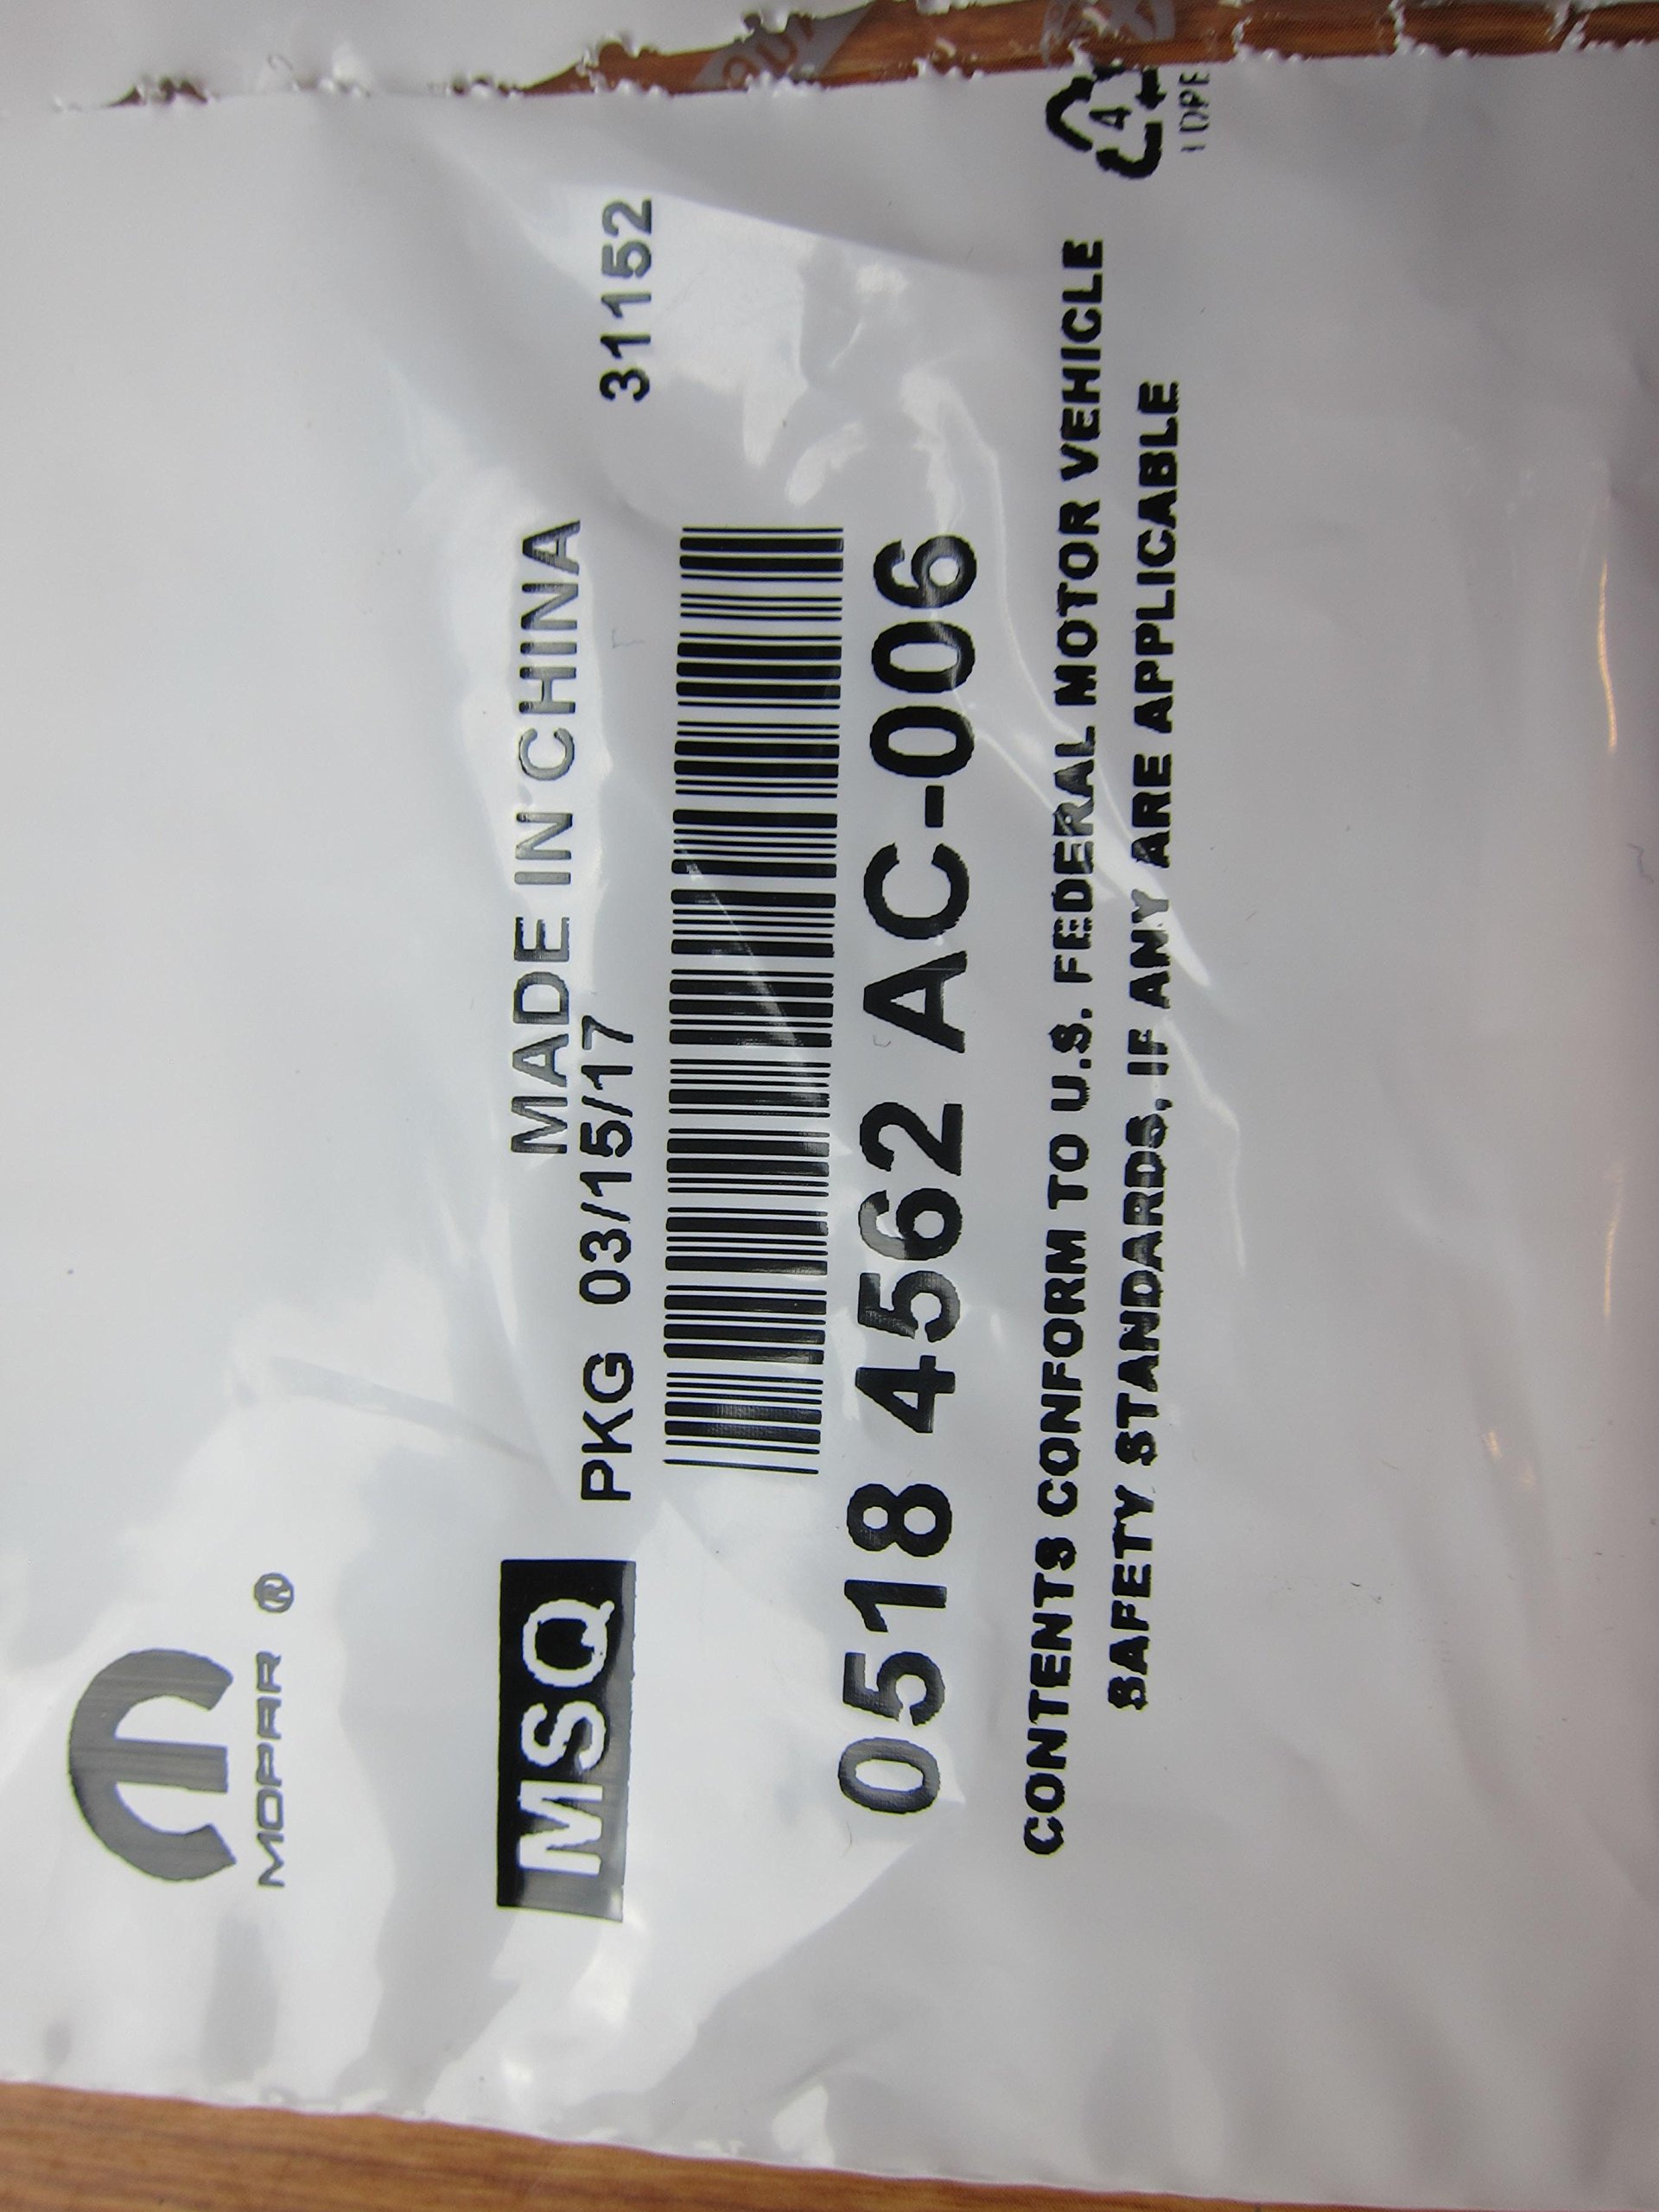 MOPAR ®
MADE IN CHINA
MSQ PKG 03/15/17 31152
0518 4562 AC-006
CONTENTS CONFORM TO U.S. FEDERAL MOTOR VEHICLE
SAFETY STANDARDS, IF ANY ARE APPLICABLE
4